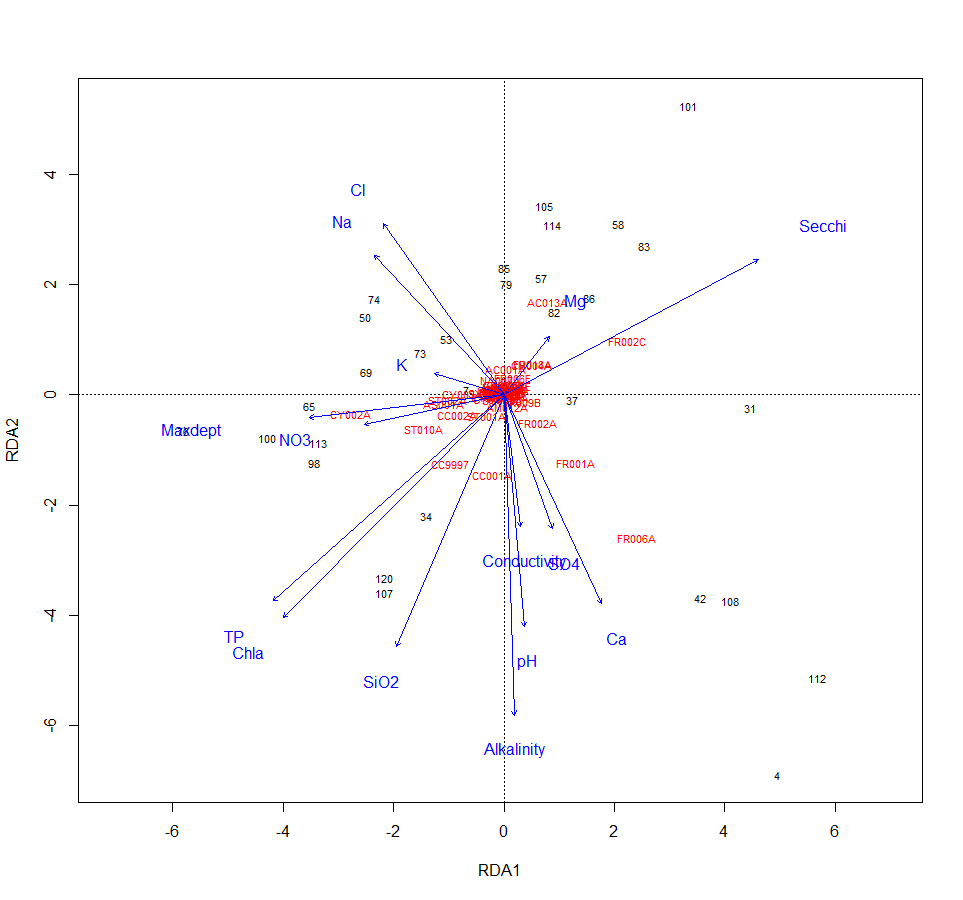 101
4
Cl
105
Na
114
58
Secchi
83
85
2
57
79
74
AC013A
Mg
86
50
82
53
FR002C
73
K
69
AC001A
7
0
37
31
65
CY002A
CC002A
FR002A
Maxdept
100
NO3
113
ST010A
98
CC9997
FR001A
CC001A
-2
34
FR006A
Conductivity
SO4
120
107
42
108
-4
TP
Ca
Chla
pH
SiO2
112
-6
Alkalinity
4
-6
-4
-2
0
2
4
6
RDA1
RDA2